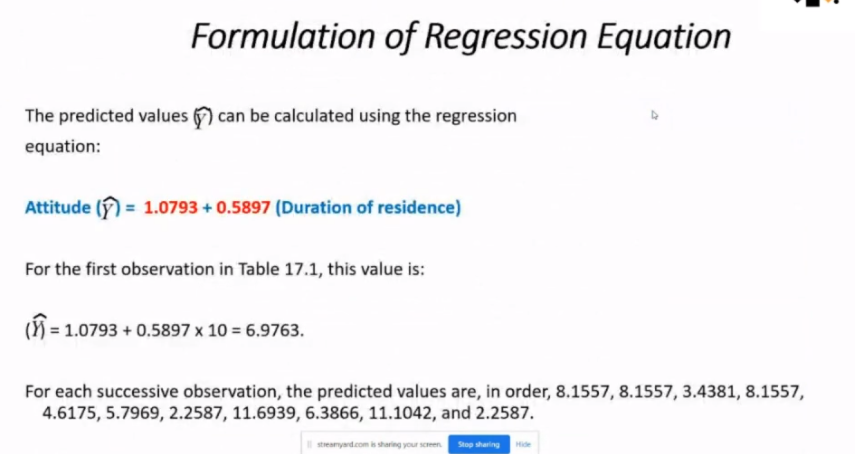 Formulation of Regression Equation
The predicted values (Ŷ) can be calculated using the regression
equation:
Attitude (Ŷ) = 1.0793 + 0.5897 (Duration of residence)
For the first observation in Table 17.1, this value is:
(Ŷ) = 1.0793 + 0.5897 x 10 = 6.9763.
For each successive observation, the predicted values are, in order, 8.1557, 8.1557, 3.4381, 8.1557,
4.6175, 5.7969, 2.2587, 11.6939, 6.3866, 11.1042, and 2.2587.
streamyard.com is sharing your screen. Stop sharing Hide